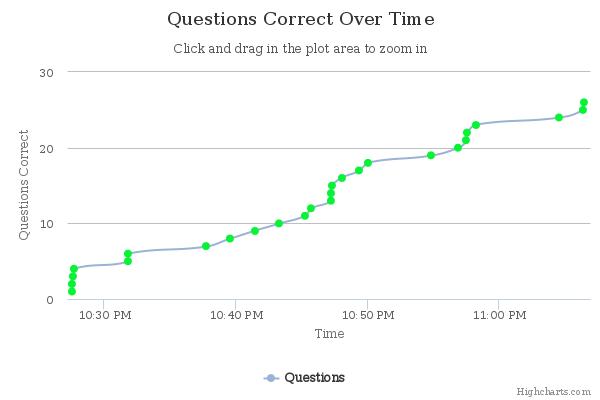 Questions Correct Over Time
Click and drag in the plot area to zoom in
Questions Correct
30
20
10
0
10:30 PM
10:40 PM
10:50 PM
11:00 PM
Time
Questions
Highcharts.com